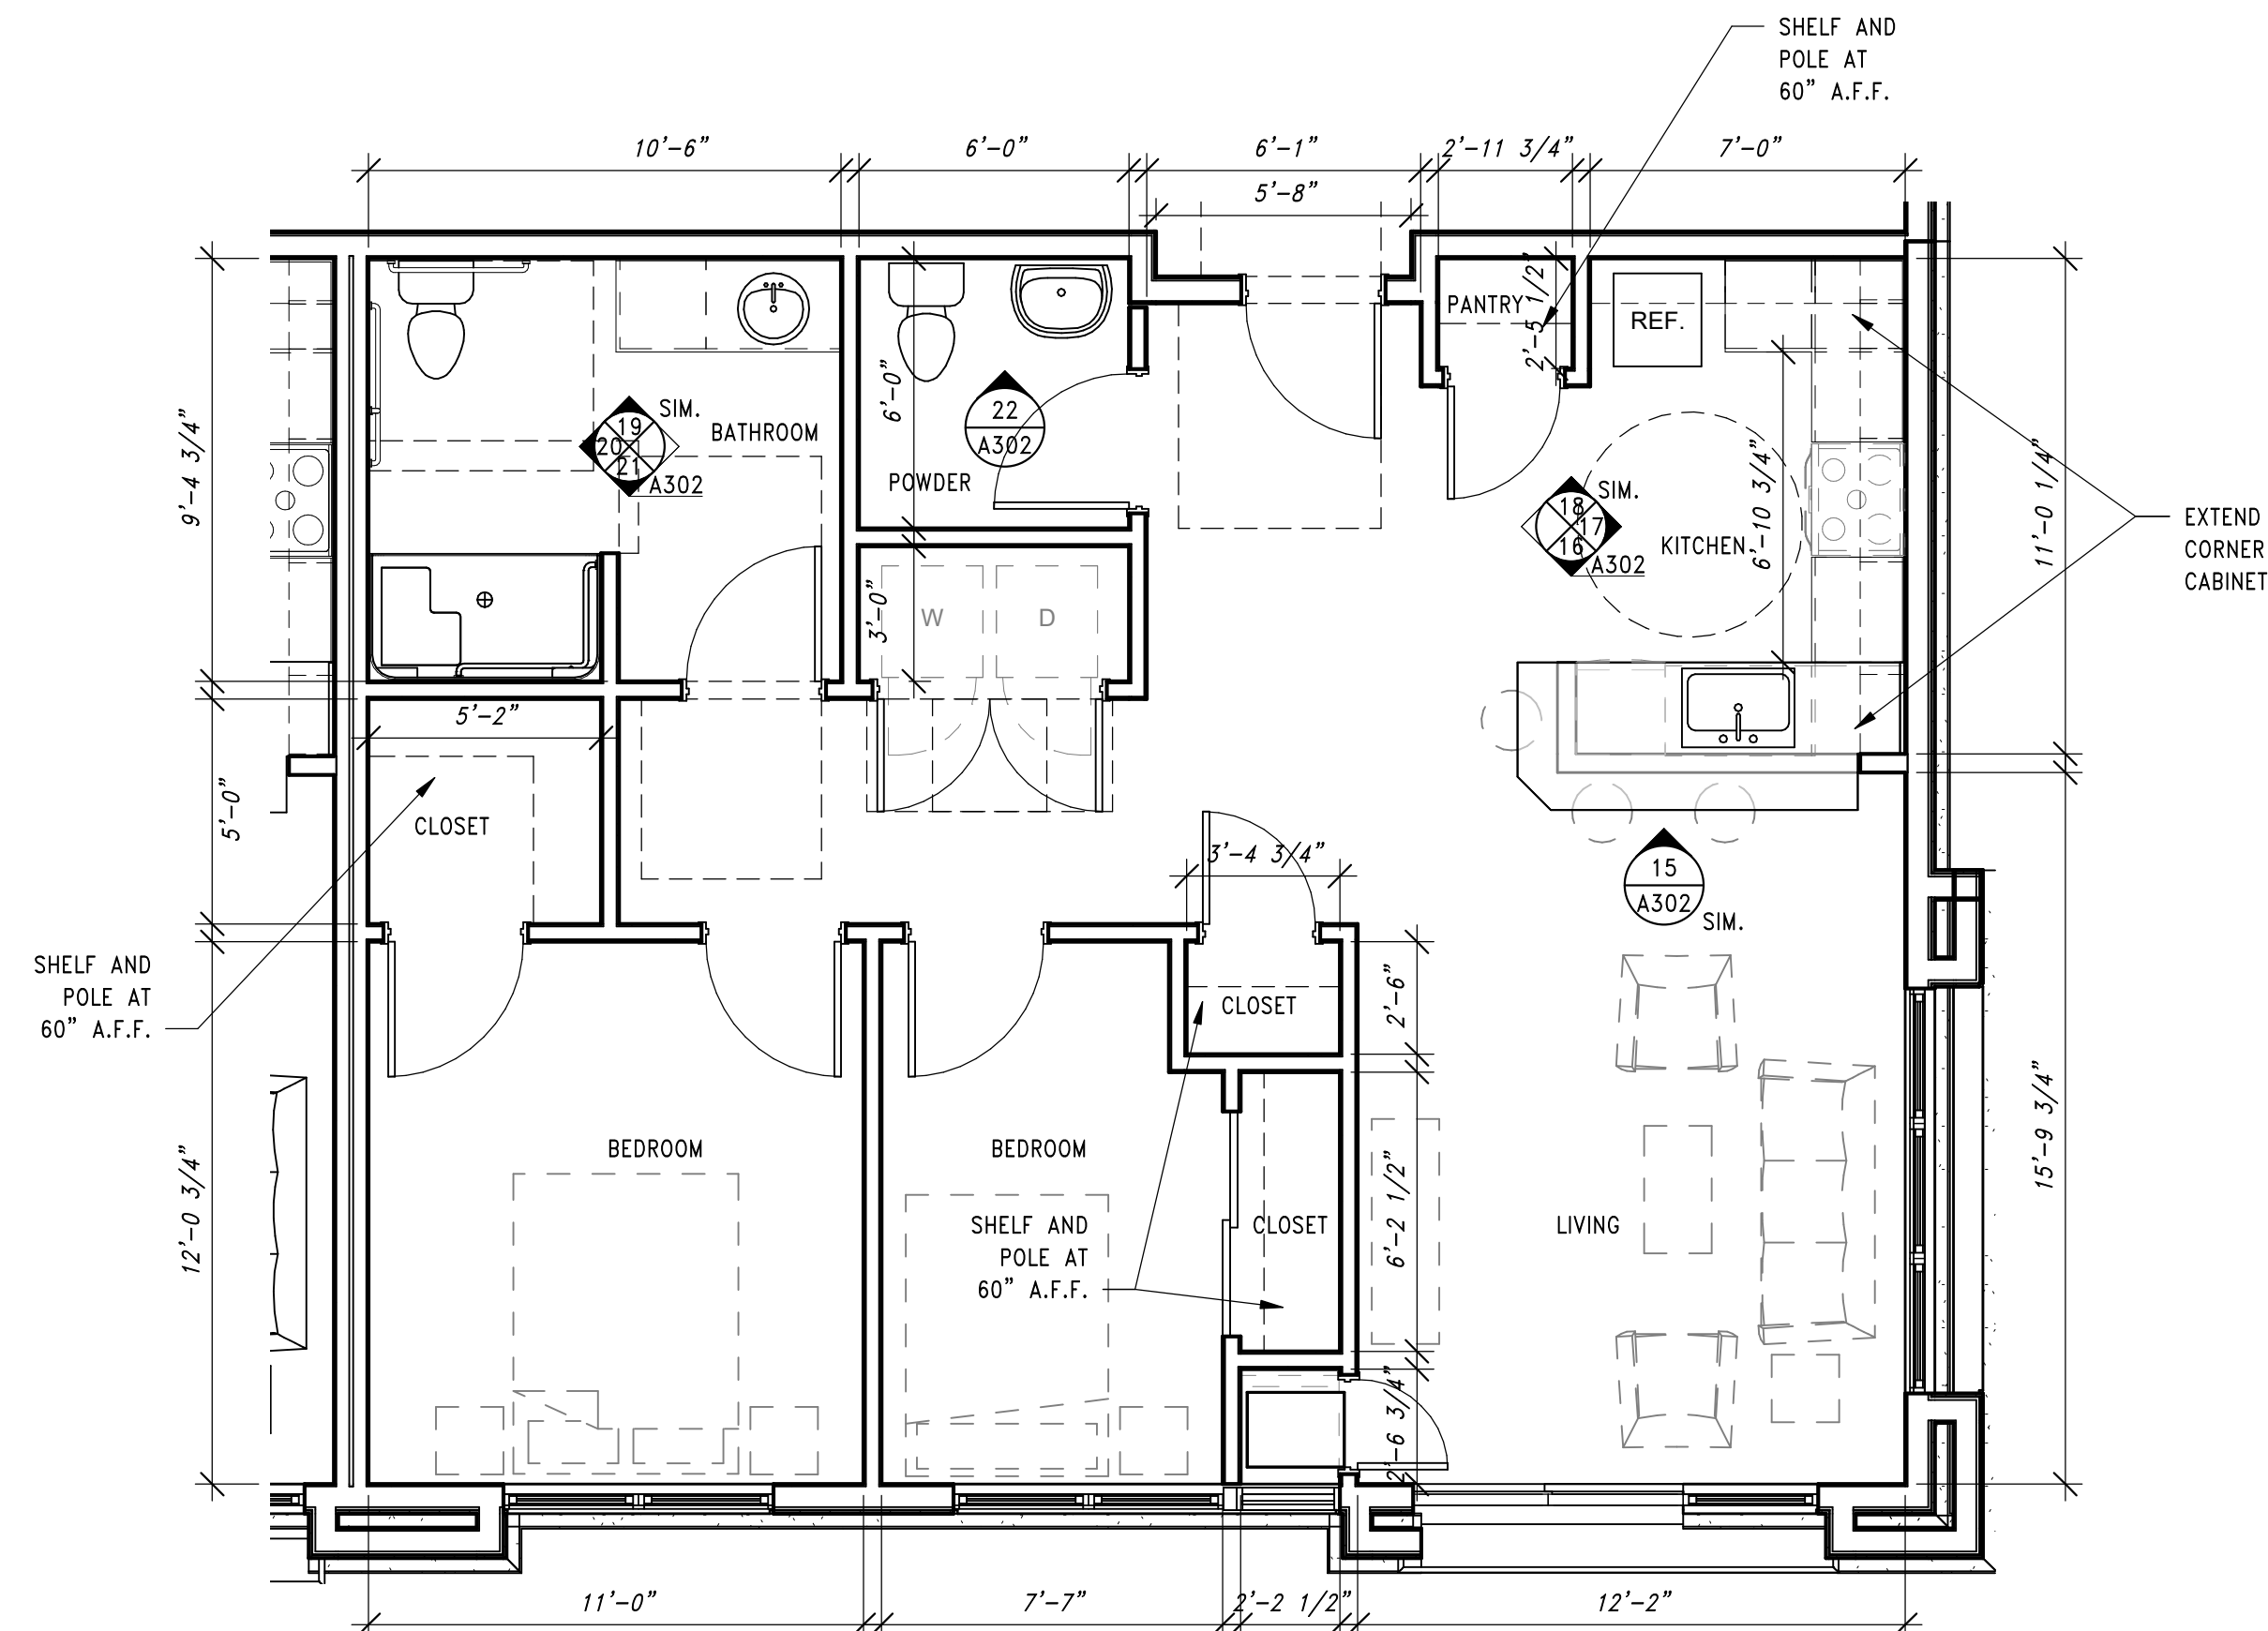 SHELF AND
POLE AT
60" A.F.F.
10'-6"
6'-0"
6'-1"
2'-11 3/4"
7'-0"
5'-8"
PANTRY
2'-5 1/2"
REF.
9'-4 3/4"
19
20
21
SIM.
A302
BATHROOM
6'-0"
22
A302
POWDER
18
17
16
SIM.
A302
KITCHEN
6'-10 3/4"
11'-0 1/4"
EXTEND
CORNER
CABINET
3'-0"
W
D
5'-2"
5'-0"
CLOSET
3'-4 3/4"
15
A302
SIM.
SHELF AND
POLE AT
60" A.F.F.
CLOSET
2'-6"
12'-0 3/4"
BEDROOM
BEDROOM
6'-2 1/2"
15'-9 3/4"
SHELF AND
POLE AT
60" A.F.F.
CLOSET
LIVING
2'-6 3/4"
11'-0"
7'-7"
2'-2 1/2"
12'-2"